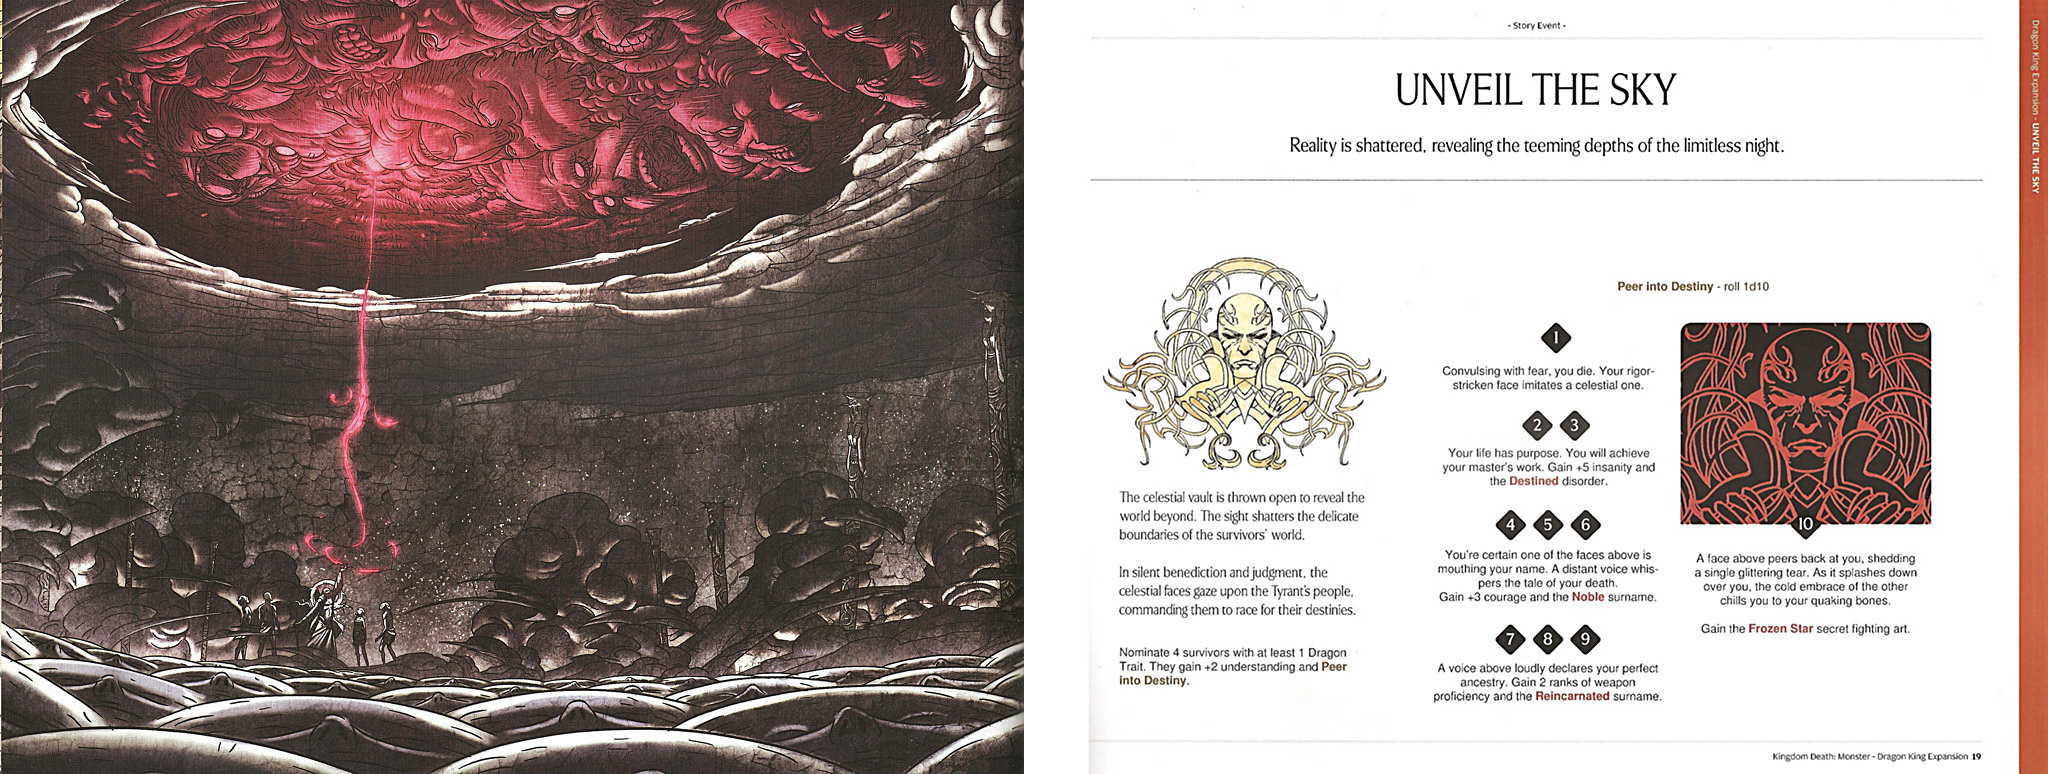 - Story Event -
UNVEIL THE SKY
Reality is shattered, revealing the teeming depths of the limitless night.
The celestial vault is thrown open to reveal the
world beyond. The sight shatters the delicate
boundaries of the survivors' world.
In silent benediction and judgment, the
celestial faces gaze upon the Tyrant's people,
commanding them to race for their destinies.
Nominate 4 survivors with at least 1 Dragon
Trait. They gain +2 understanding and Peer
into Destiny.
Peer into Destiny - roll 1d10
1
Convulsing with fear, you die. Your rigor-
stricken face imitates a celestial one.
2 3
Your life has purpose. You will achieve
your master's work. Gain +5 insanity and
the Destined disorder.
4 5 6
You're certain one of the faces above is
mouthing your name. A distant voice whis-
pers the tale of your death.
Gain +3 courage and the Noble surname.
7 8 9
A voice above loudly declares your perfect
ancestry. Gain 2 ranks of weapon
proficiency and the Reincarnated surname.
10
A face above peers back at you, shedding
a single glittering tear. As it splashes down
over you, the cold embrace of the other
chills you to your quaking bones.
Gain the Frozen Star secret fighting art.
Kingdom Death: Monster - Dragon King Expansion 19
Dragon King Expansion - UNVEIL THE SKY